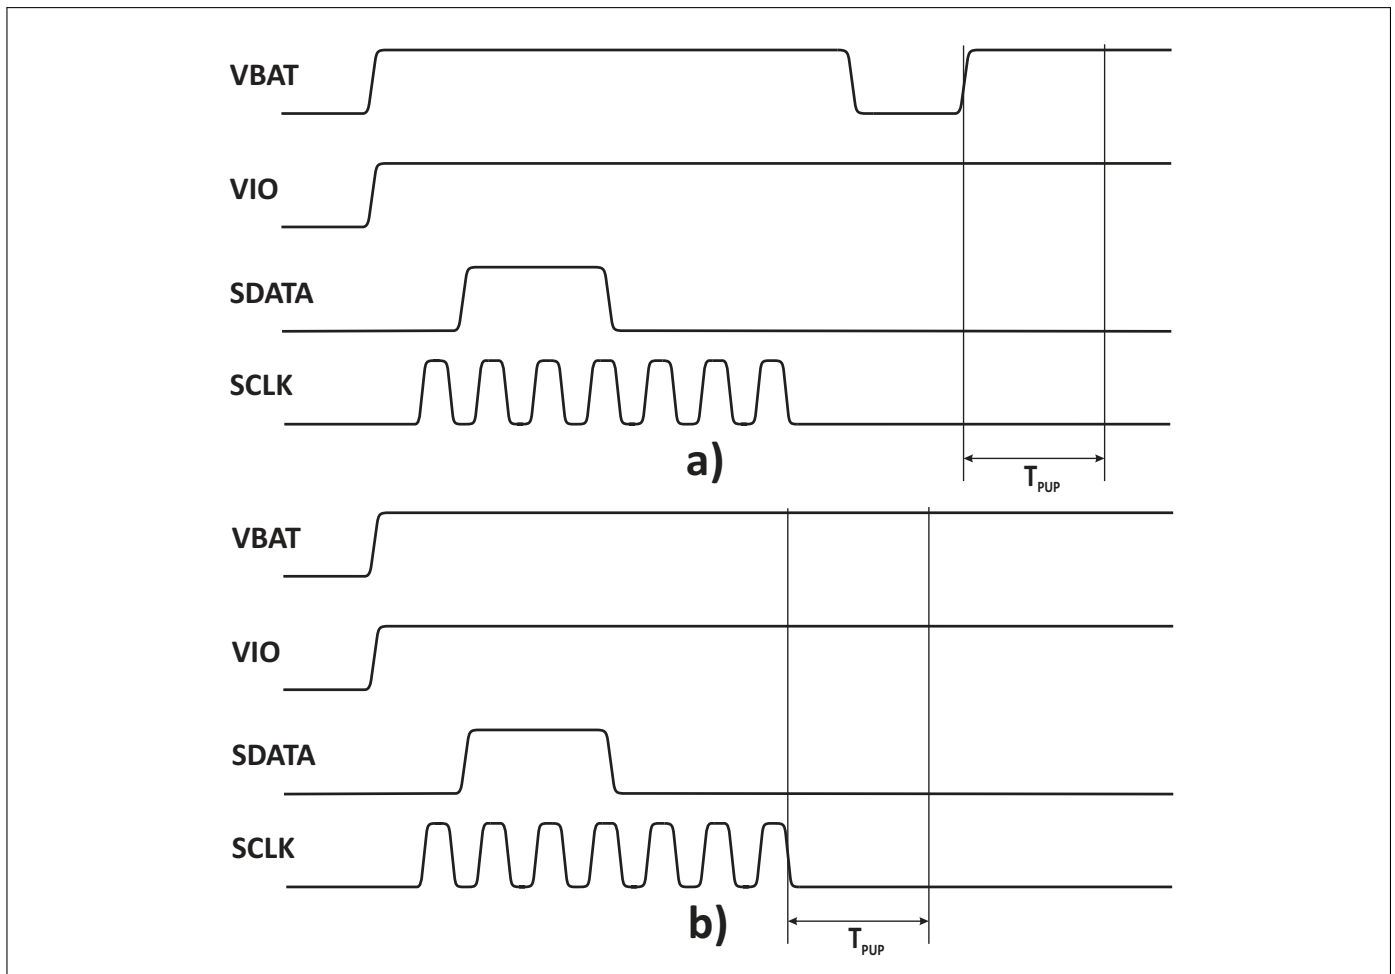 VBAT
VIO
SDATA
SCLK
a)
TPUP
VBAT
VIO
SDATA
SCLK
b)
TPUP